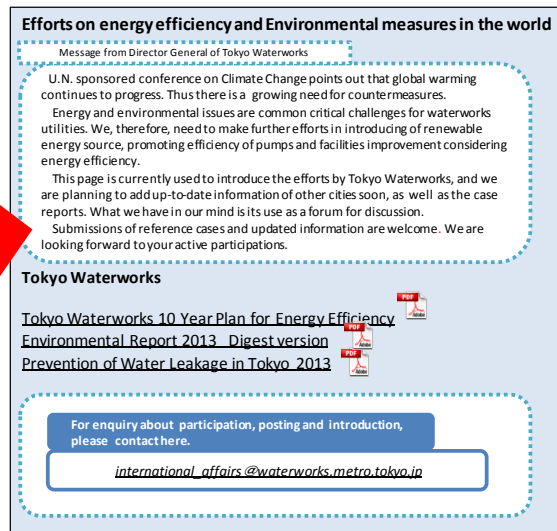 Efforts on energy efficiency and Environmental measures in the world
Message from Director General of Tokyo Waterworks
U.N. sponsored conference on Climate Change points out that global warming
continues to progress. Thus there is a growing need for countermeasures.
Energy and environmental issues are common critical challenges for waterworks
utilities. We, therefore, need to make further efforts in introducing of renewable
energy source, promoting efficiency of pumps and facilities improvement considering
energy efficiency.
This page is currently used to introduce the efforts by Tokyo Waterworks, and we
are planning to add up-to-date information of other cities soon, as well as the case
reports. What we have in our mind is its use as a forum for discussion.
Submissions of reference cases and updated information are welcome. We are
looking forward to your active participations.
Tokyo Waterworks
Tokyo Waterworks 10 Year Plan for Energy Efficiency PDF Adobe
Environmental Report 2013 Digest version PDF Adobe
Prevention of Water Leakage in Tokyo 2013 PDF Adobe
For enquiry about participation, posting and introduction,
please contact here.
international_affairs@waterworks.metro.tokyo.jp